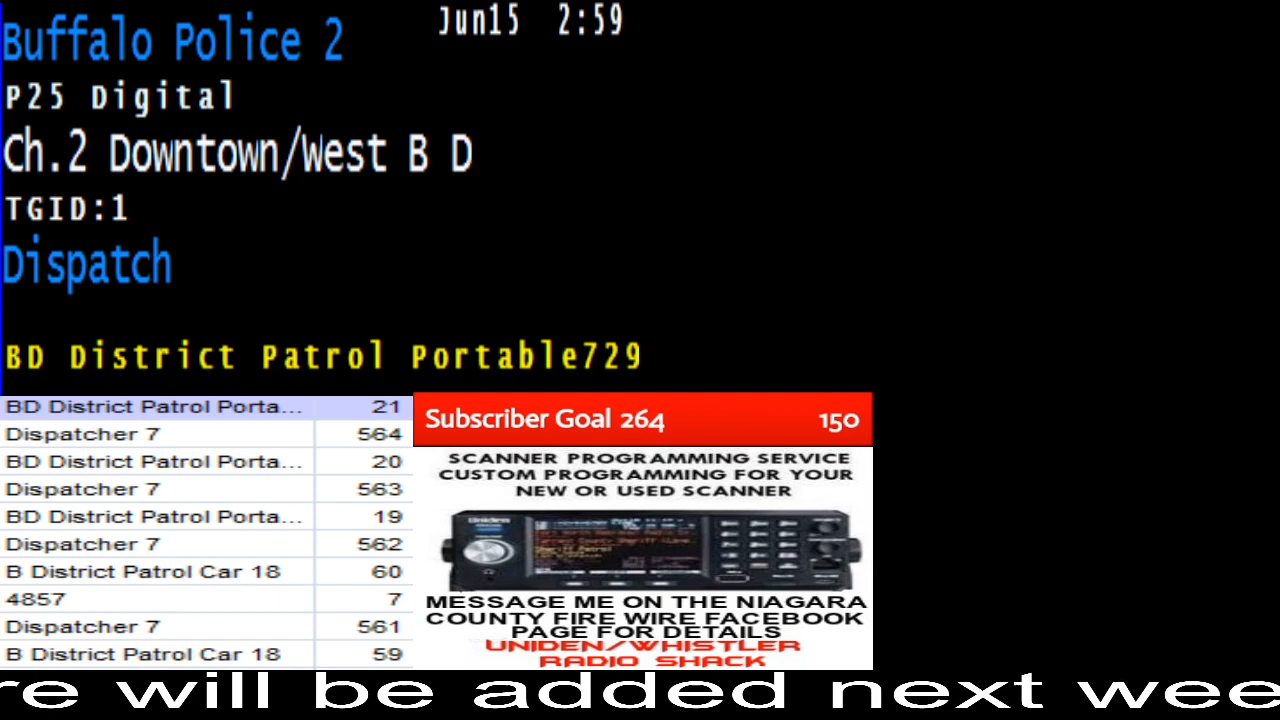 Buffalo Police 2
Jun15 2:59
P25 Digital
Ch.2 Downtown/West B D
TGID:1
Dispatch
BD District Patrol Portable729
BD District Patrol Porta... 21
Dispatcher 7 564
BD District Patrol Porta... 20
Dispatcher 7 563
BD District Patrol Porta... 19
Dispatcher 7 562
B District Patrol Car 18 60
4857 7
Dispatcher 7 561
B District Patrol Car 18 59
Subscriber Goal 264 150
SCANNER PROGRAMMING SERVICE
CUSTOM PROGRAMMING FOR YOUR
NEW OR USED SCANNER
Uniden
MESSAGE ME ON THE NIAGARA
COUNTY FIRE WIRE FACEBOOK
PAGE FOR DETAILS
UNIDEN/WHISTLER
RADIO SHACK
re will be added next wee